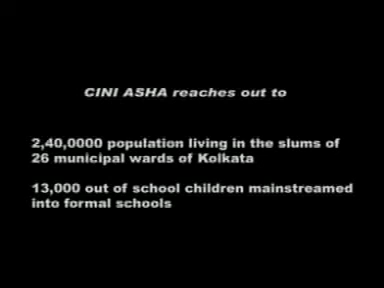 CINI ASHA reaches out to
2,40,0000 population living in the slums of
26 municipal wards of Kolkata
13,000 out of school children mainstreamed
into formal schools